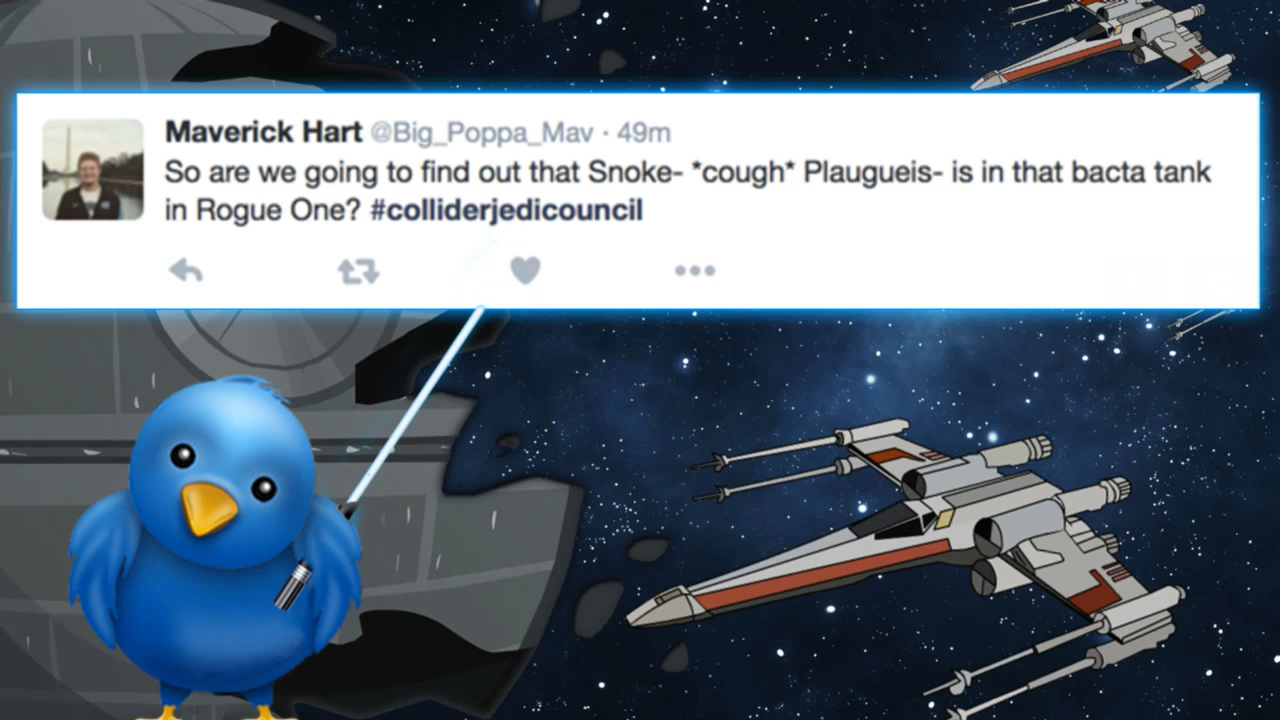 Maverick Hart @Big_Poppa_Mav · 49m
So are we going to find out that Snoke- *cough* Plaugueis- is in that bacta tank
in Rogue One? #colliderjedicouncil